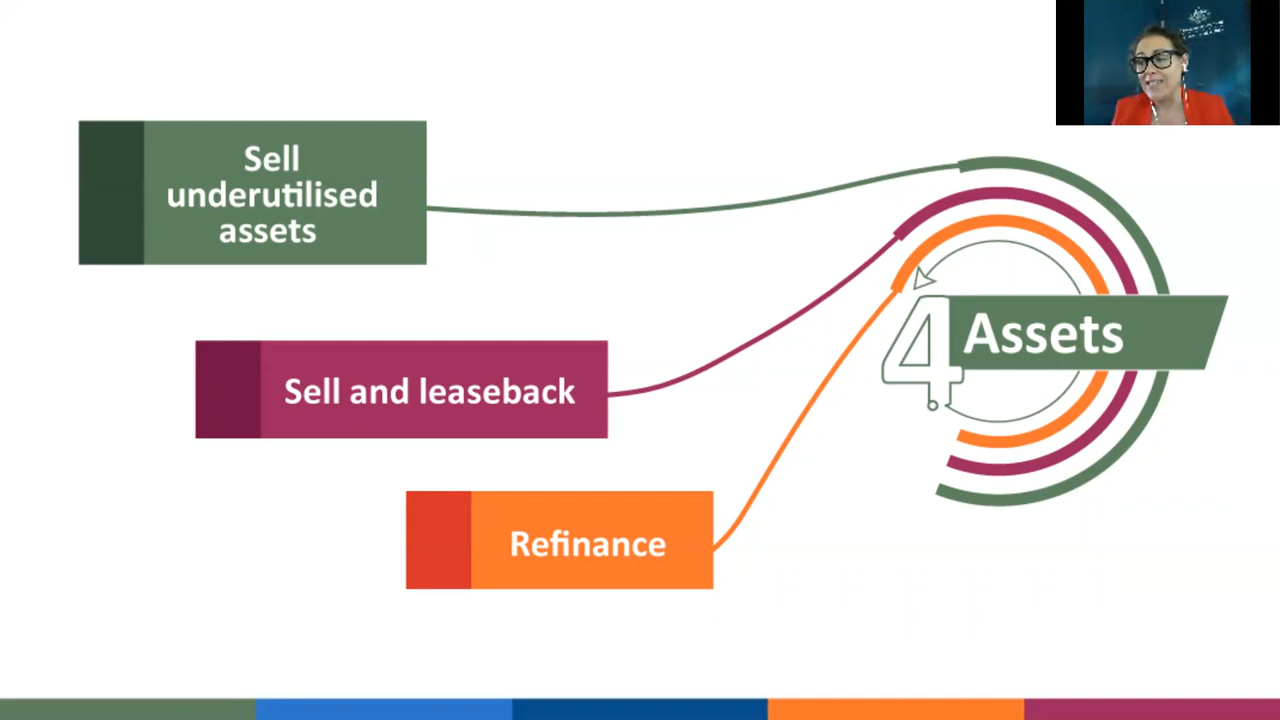 Sell
underutilised
assets
Sell and leaseback
Refinance
4 Assets